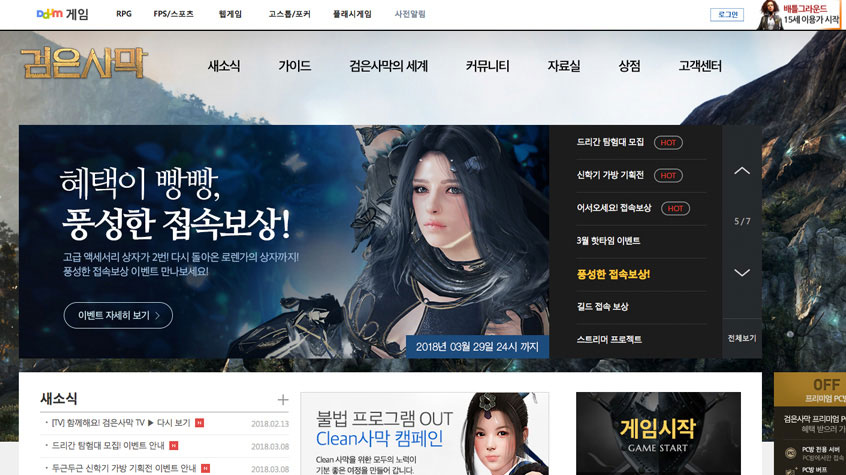 Daum 게임 RPG FPS/스포츠 웹게임 고스톱/포커 플래시게임 사전알림 로그인
배틀그라운드
15세 이용가 시작
검은사막 새소식 가이드 검은사막의 세계 커뮤니티 자료실 상점 고객센터
혜택이 빵빵,
풍성한 접속보상!
고급 액세서리 상자가 2번! 다시 돌아온 로렌가의 상자까지!
풍성한 접속보상 이벤트 만나보세요!
이벤트 자세히 보기 >
2018년 03월 29일 24시 까지
드리간 탐험대 모집 HOT
신학기 가방 기획전 HOT
어서오세요! 접속보상 HOT
3월 핫타임 이벤트
풍성한 접속보상!
길드 접속 보상
스트리머 프로젝트
5 / 7
전체보기
새소식 +
· [TV] 함께해요! 검은사막 TV ▶ 다시 보기 N 2018.02.13
· 드리간 탐험대 모집! 이벤트 안내 N 2018.03.08
· 두근두근 신학기 가방 기획전 이벤트 안내 N 2018.03.08
불법 프로그램 OUT
Clean사막 캠페인
Clean 사막을 위한 모두의 노력이
기분 좋은 여정을 만들어 갑니다.
게임시작
GAME START
OFF
프리미엄 PC방
검은사막 프리미엄 PC
혜택 받으러 가
PC방 전용 서버
PC방에서만 접속
PC방 버프